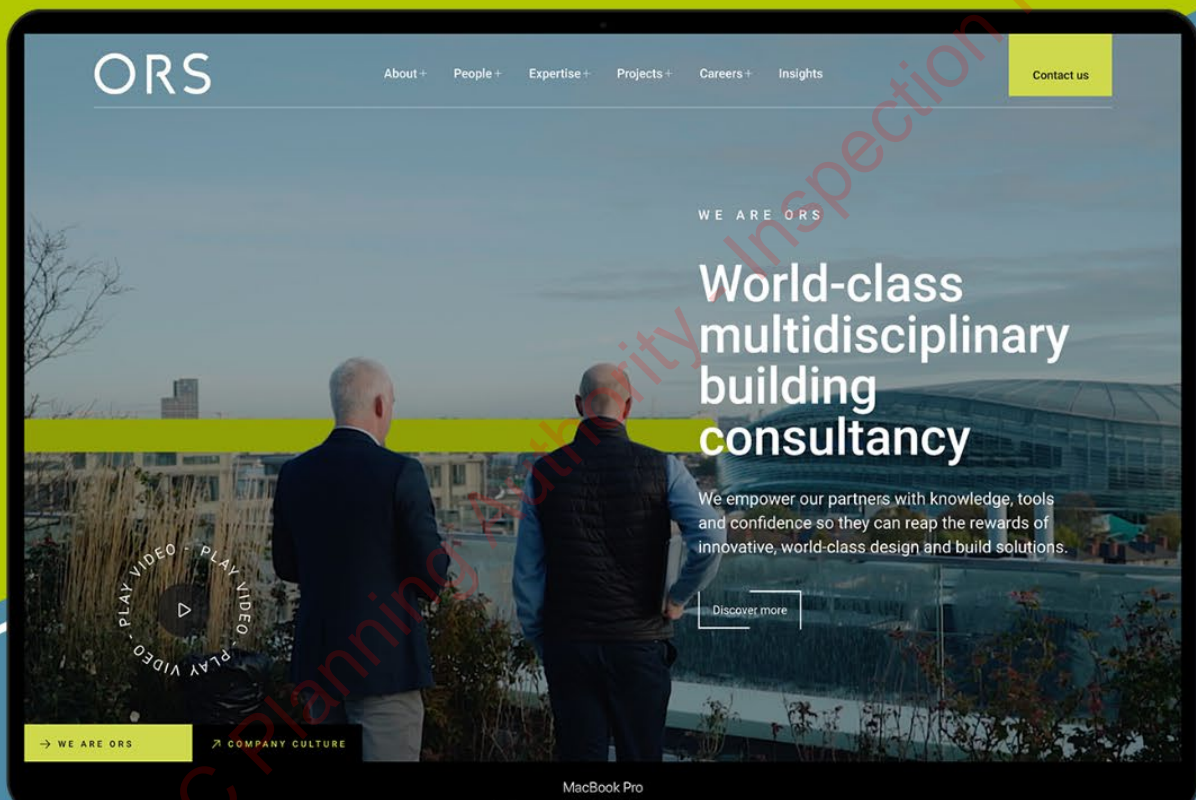 ORS
About + People + Expertise + Projects + Careers + Insights
Contact us
WE ARE ORS
World-class
multidisciplinary
building
consultancy
We empower our partners with knowledge, tools
and confidence so they can reap the rewards of
innovative, world-class design and build solutions.
Discover more
PLAY VIDEO - PLAY VIDEO - PLAY VIDEO -
→ WE ARE ORS
↗ COMPANY CULTURE
MacBook Pro
C Planning Authority - Inspection